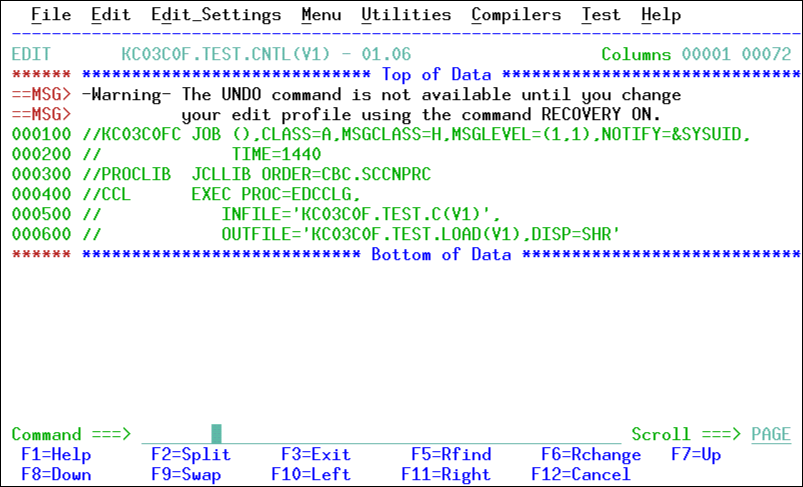 File Edit Edit_Settings Menu Utilities Compilers Test Help
EDIT KC03C0F.TEST.CNTL(V1) - 01.06 Columns 00001 00072
****** **************************** Top of Data ******************************
==MSG> -Warning- The UNDO command is not available until you change
==MSG> your edit profile using the command RECOVERY ON.
000100 //KC03C0FC JOB (),CLASS=A,MSGCLASS=H,MSGLEVEL=(1,1),NOTIFY=&SYSUID,
000200 // TIME=1440
000300 //PROCLIB JCLLIB ORDER=CBC.SCCNPRC
000400 //CCL EXEC PROC=EDCCLG,
000500 // INFILE='KC03C0F.TEST.C(V1)',
000600 // OUTFILE='KC03C0F.TEST.LOAD(V1),DISP=SHR'
****** **************************** Bottom of Data ****************************
Command ===> Scroll ===> PAGE
F1=Help F2=Split F3=Exit F5=Rfind F6=Rchange F7=Up
F8=Down F9=Swap F10=Left F11=Right F12=Cancel